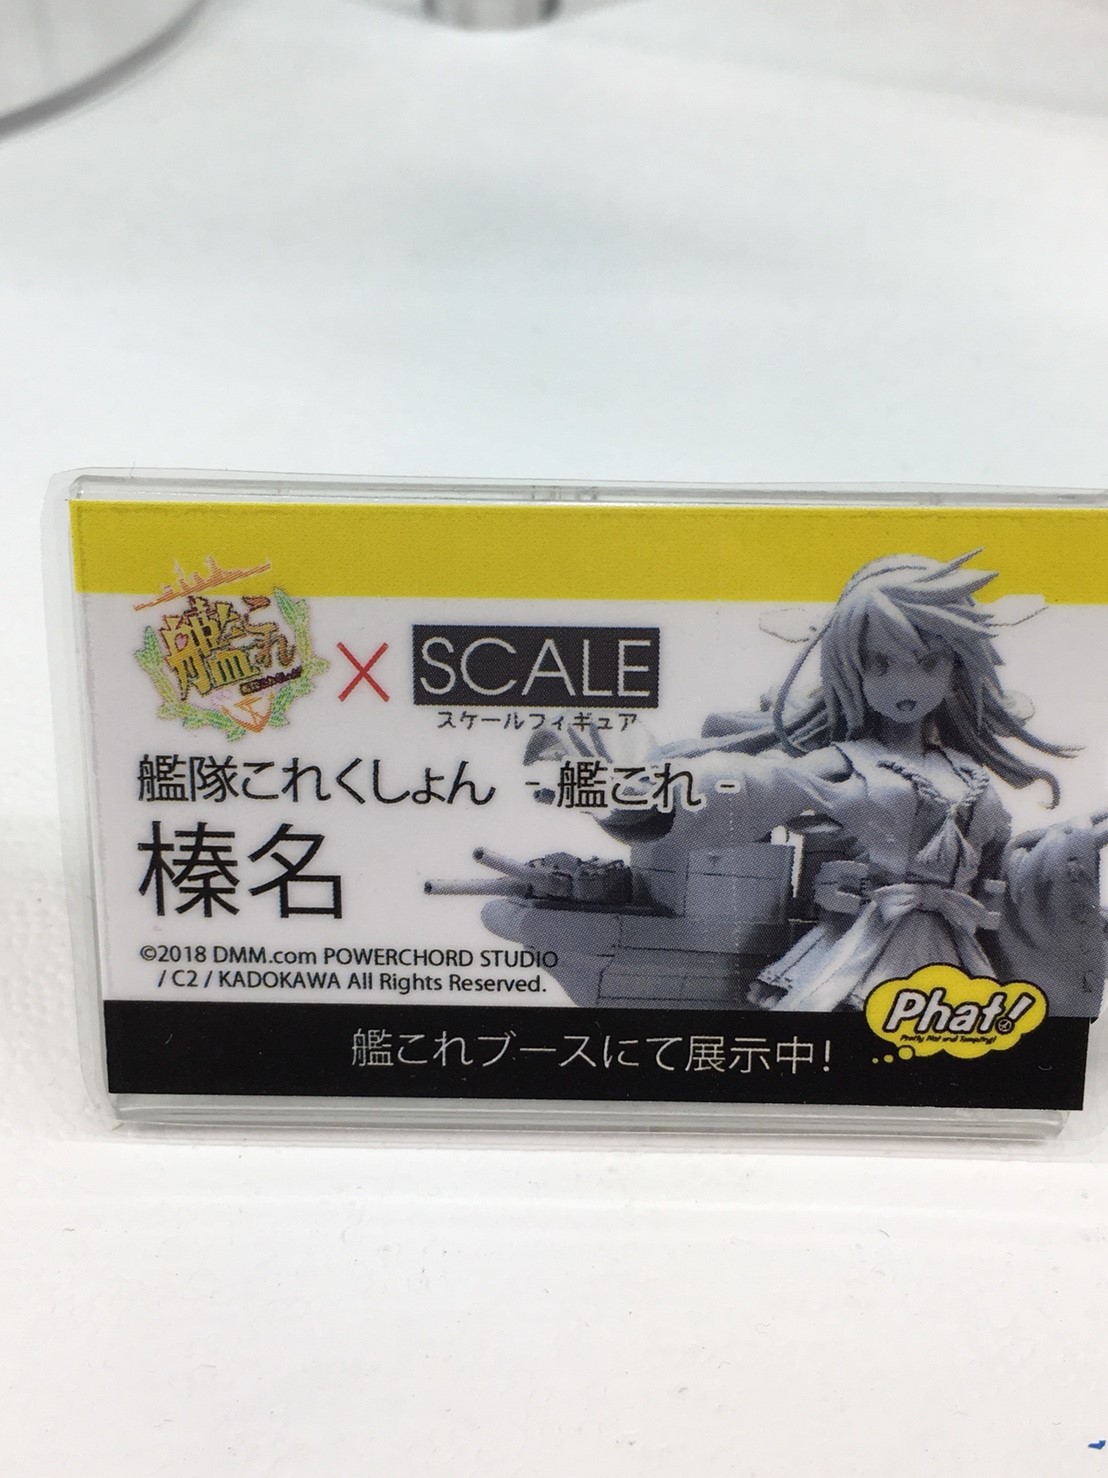 艦これ
× SCALE
スケールフィギュア
艦隊これくしょん -艦これ-
榛名
©2018 DMM.com POWERCHORD STUDIO
/ C2 / KADOKAWA All Rights Reserved.
Phat!
艦これブースにて展示中!